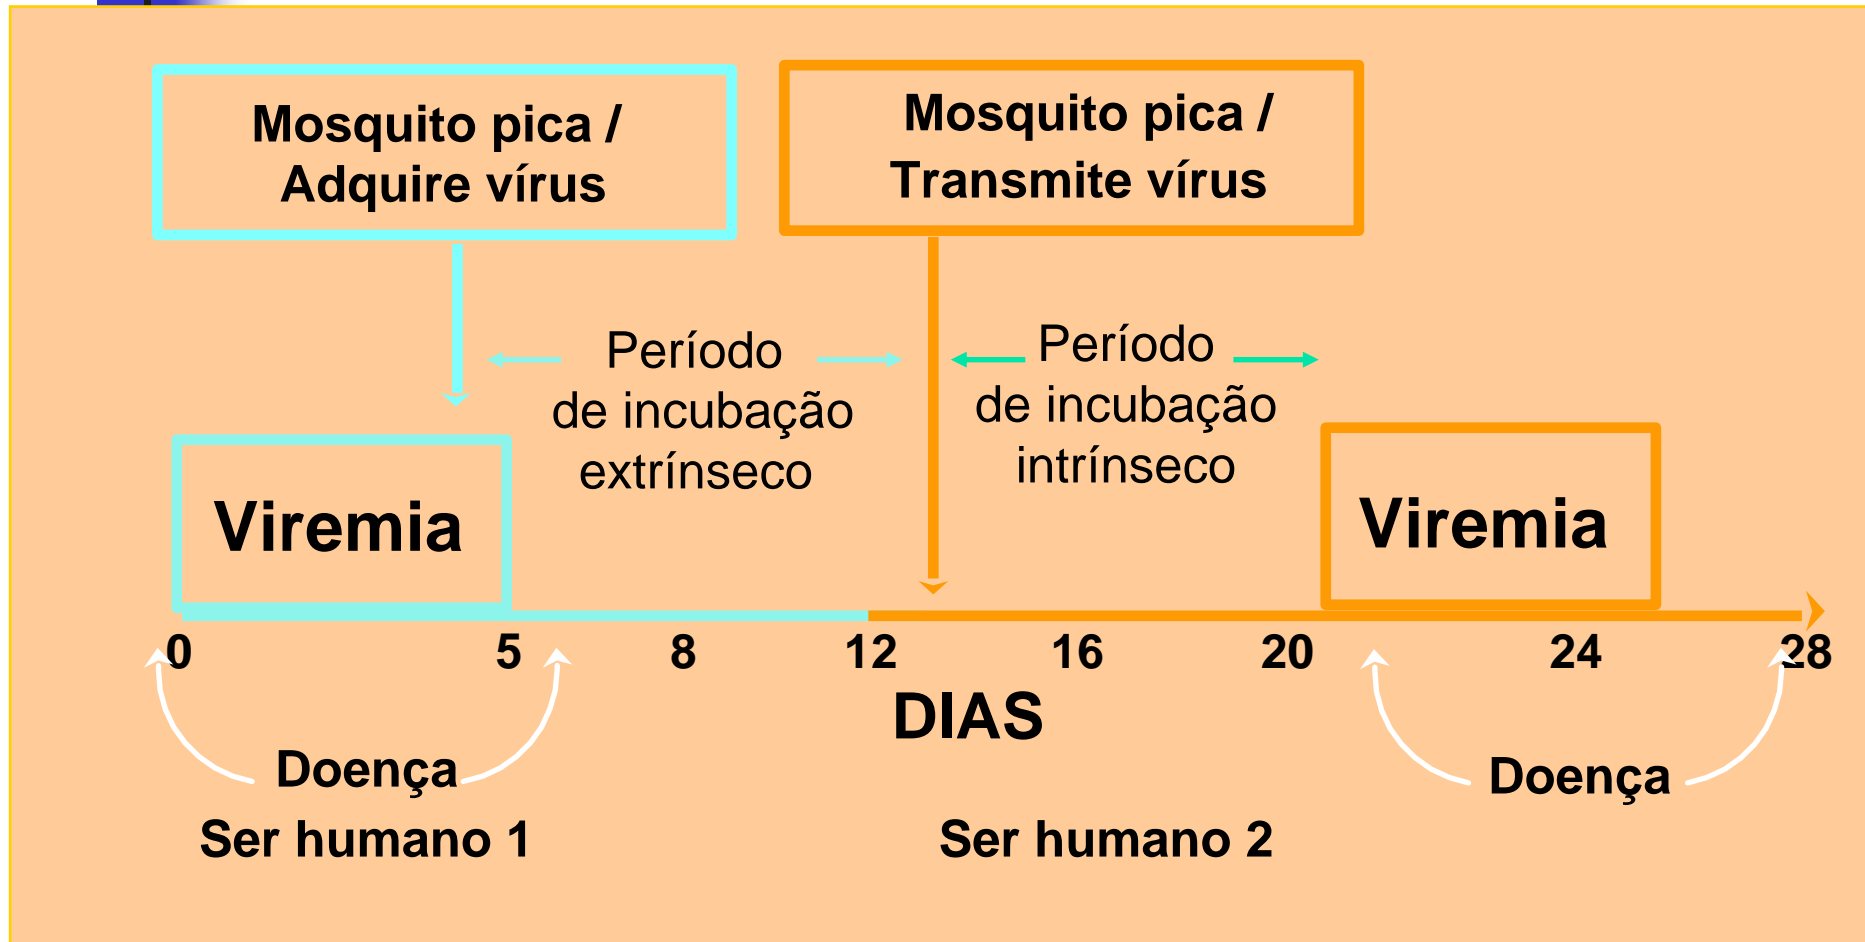 Mosquito pica /
Adquire vírus
Mosquito pica /
Transmite vírus
Período
de incubação
extrínseco
Período
de incubação
intrínseco
Viremia
Viremia
0 5 8 12 16 20 24 28
DIAS
Doença
Doença
Ser humano 1
Ser humano 2